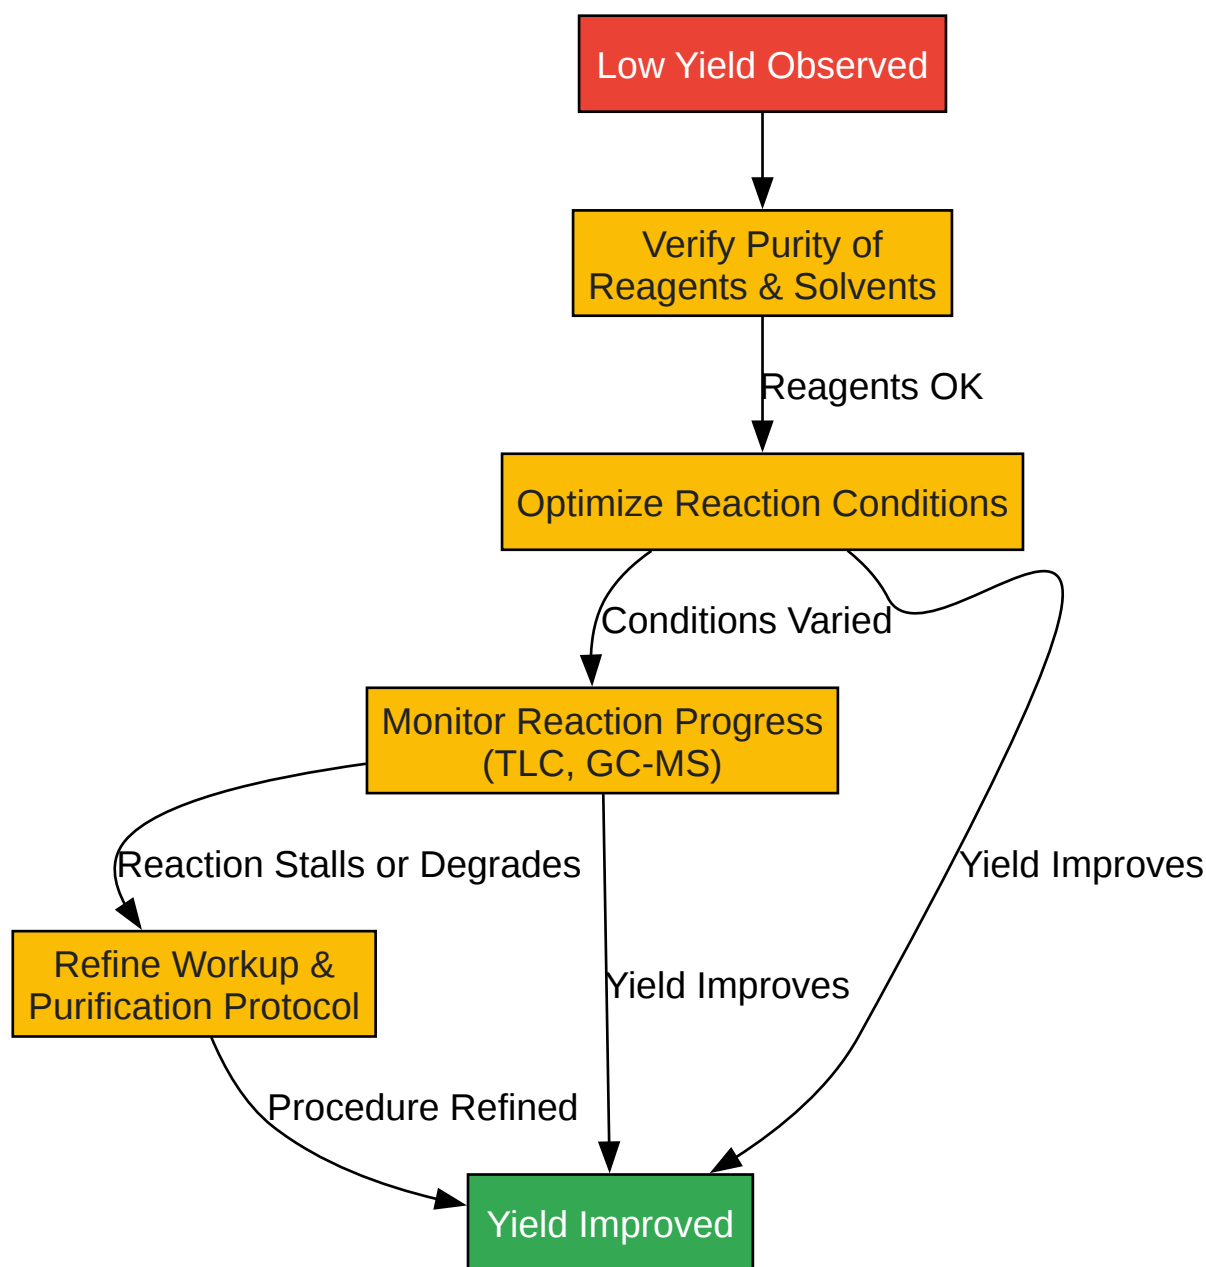 Low Yield Observed
Verify Purity of
Reagents & Solvents
Reagents OK
Optimize Reaction Conditions
Conditions Varied
Monitor Reaction Progress
(TLC, GC-MS)
Reaction Stalls or Degrades
Yield Improves
Refine Workup &
Purification Protocol
Yield Improves
Procedure Refined
Yield Improved